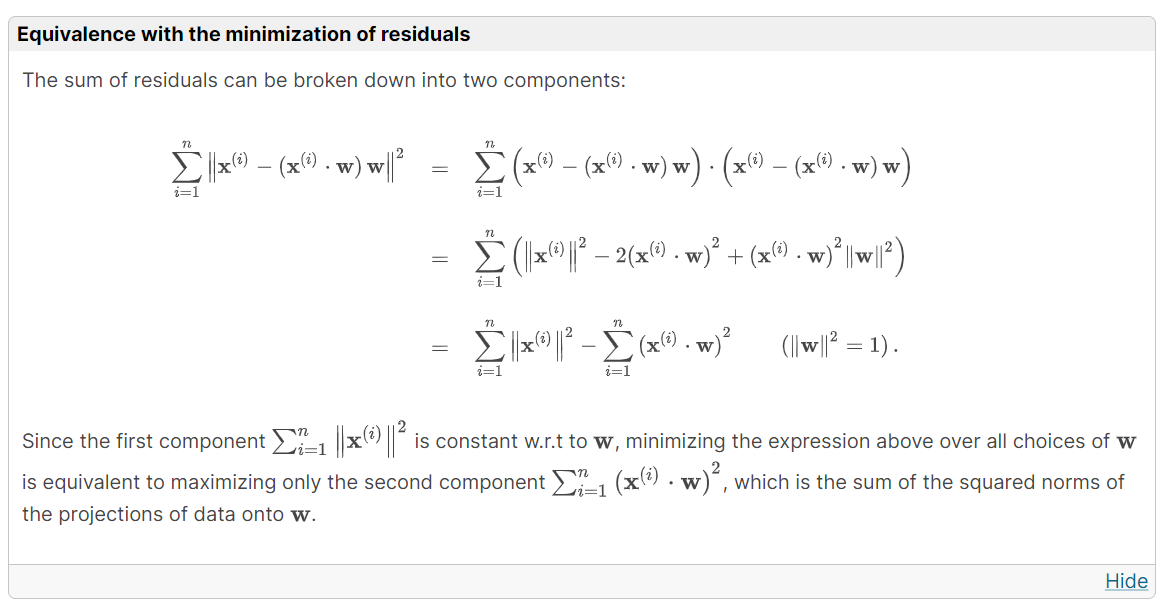 Equivalence with the minimization of residuals
The sum of residuals can be broken down into two components:
$\sum_{i=1}^{n} \left\| \mathbf{x}^{(i)} - (\mathbf{x}^{(i)} \cdot \mathbf{w})\, \mathbf{w} \right\|^2 = \sum_{i=1}^{n} \left( \mathbf{x}^{(i)} - (\mathbf{x}^{(i)} \cdot \mathbf{w})\, \mathbf{w} \right) \cdot \left( \mathbf{x}^{(i)} - (\mathbf{x}^{(i)} \cdot \mathbf{w})\, \mathbf{w} \right)$
$= \sum_{i=1}^{n} \left( \left\| \mathbf{x}^{(i)} \right\|^2 - 2(\mathbf{x}^{(i)} \cdot \mathbf{w})^2 + (\mathbf{x}^{(i)} \cdot \mathbf{w})^2 \|\mathbf{w}\|^2 \right)$
$= \sum_{i=1}^{n} \left\| \mathbf{x}^{(i)} \right\|^2 - \sum_{i=1}^{n} (\mathbf{x}^{(i)} \cdot \mathbf{w})^2 \qquad (\|\mathbf{w}\|^2 = 1).$
Since the first component $\sum_{i=1}^{n} \left\| \mathbf{x}^{(i)} \right\|^2$ is constant w.r.t to $\mathbf{w}$, minimizing the expression above over all choices of $\mathbf{w}$
is equivalent to maximizing only the second component $\sum_{i=1}^{n} (\mathbf{x}^{(i)} \cdot \mathbf{w})^2$, which is the sum of the squared norms of
the projections of data onto $\mathbf{w}$.
Hide